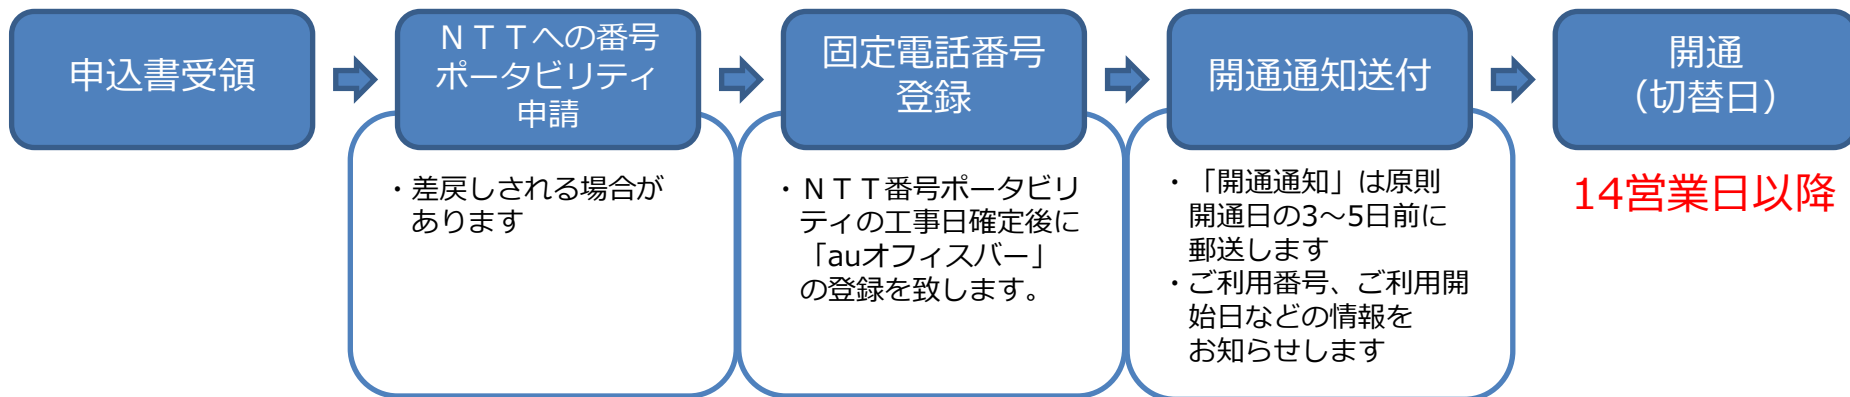 申込書受領
ＮＴＴへの番号
ポータビリティ
申請
固定電話番号
登録
開通通知送付
開通
（切替日）
・差戻しされる場合が
あります
・ＮＴＴ番号ポータビリ
ティの工事日確定後に
「auオフィスバー」
の登録を致します。
・「開通通知」は原則
開通日の3～5日前に
郵送します
・ご利用番号、ご利用開
始日などの情報を
お知らせします
14営業日以降